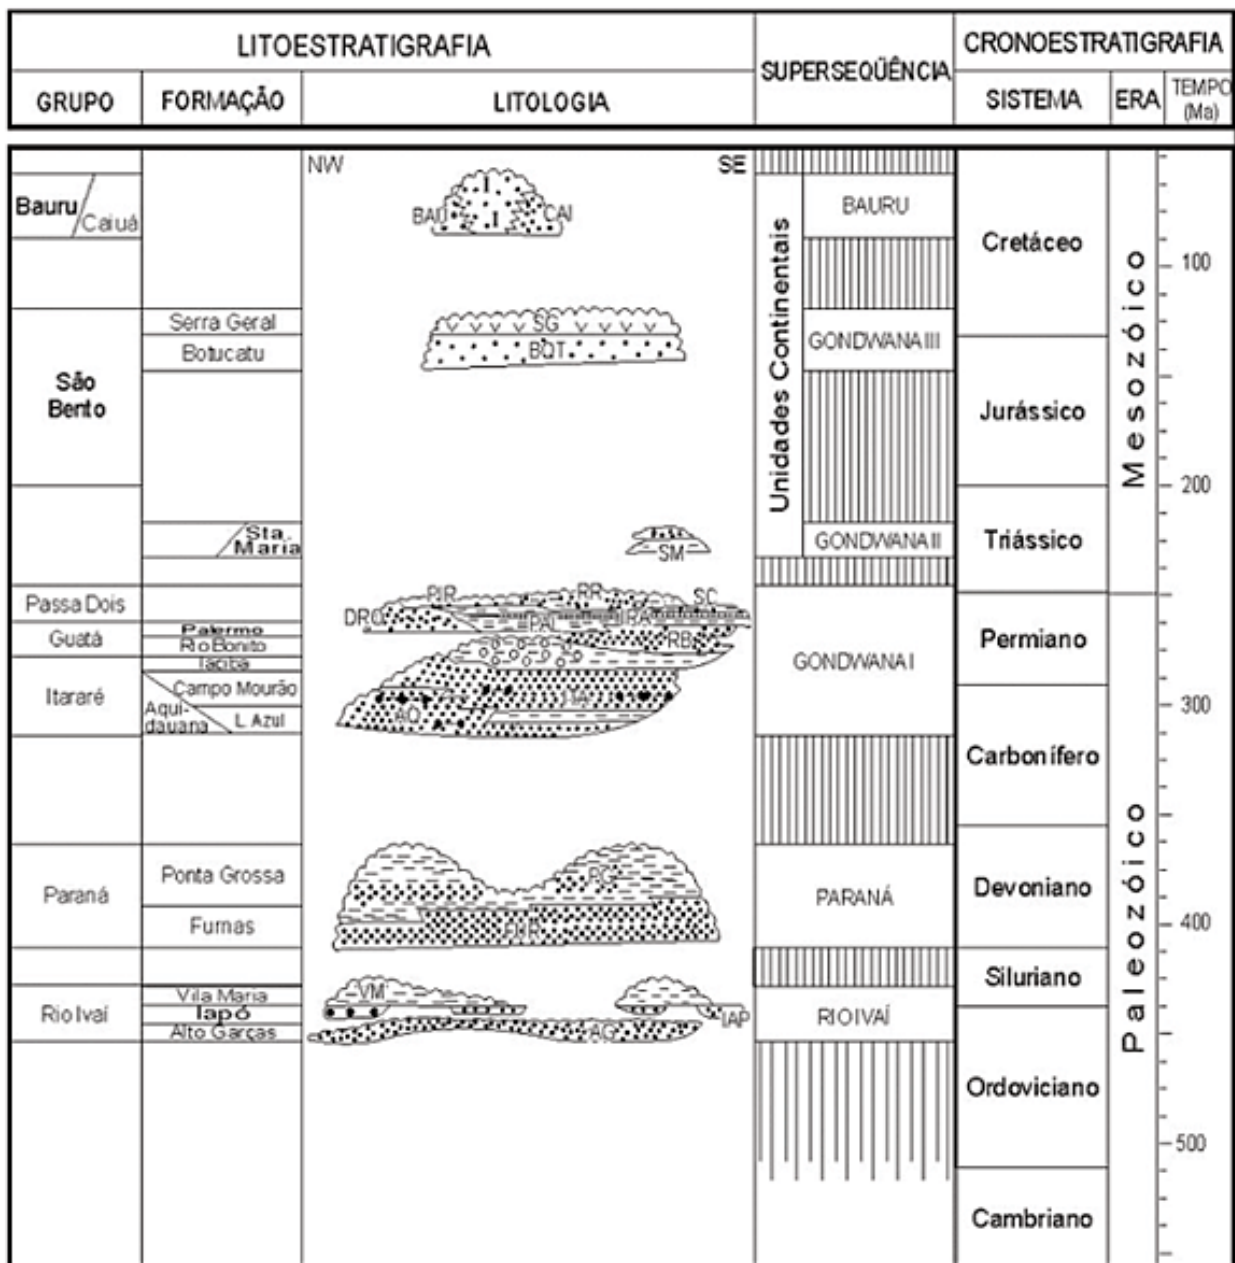 LITOESTRATIGRAFIA
SUPERSEQÜÊNCIA
CRONOESTRATIGRAFIA
GRUPO
FORMAÇÃO
LITOLOGIA
SISTEMA
ERA
TEMPO
(Ma)
NW
SE
Bauru
Caiuá
BAU
CAI
BAURU
Unidades Continentais
Cretáceo
Mesozóico
100
Serra Geral
SG
Botucatu
BOT
GONDWANA III
São
Bento
Jurássico
200
Sta.
Maria
SM
GONDWANA II
Triássico
Passa Dois
PIR
RR
SC
DRO
PAL
IRA
Guatá
Palermo
Rio Bonito
RB
GONDWANA I
Permiano
Itararé
Campo Mourão
Aqui-
dauana
L. Azul
AQ
300
Carbonífero
Paleozóico
Paraná
Ponta Grossa
PG
Furnas
FUR
PARANÁ
Devoniano
400
Siluriano
Rio Ivaí
Vila Maria
VM
Iapó
IAP
Alto Garças
AG
RIO IVAÍ
Ordoviciano
500
Cambriano